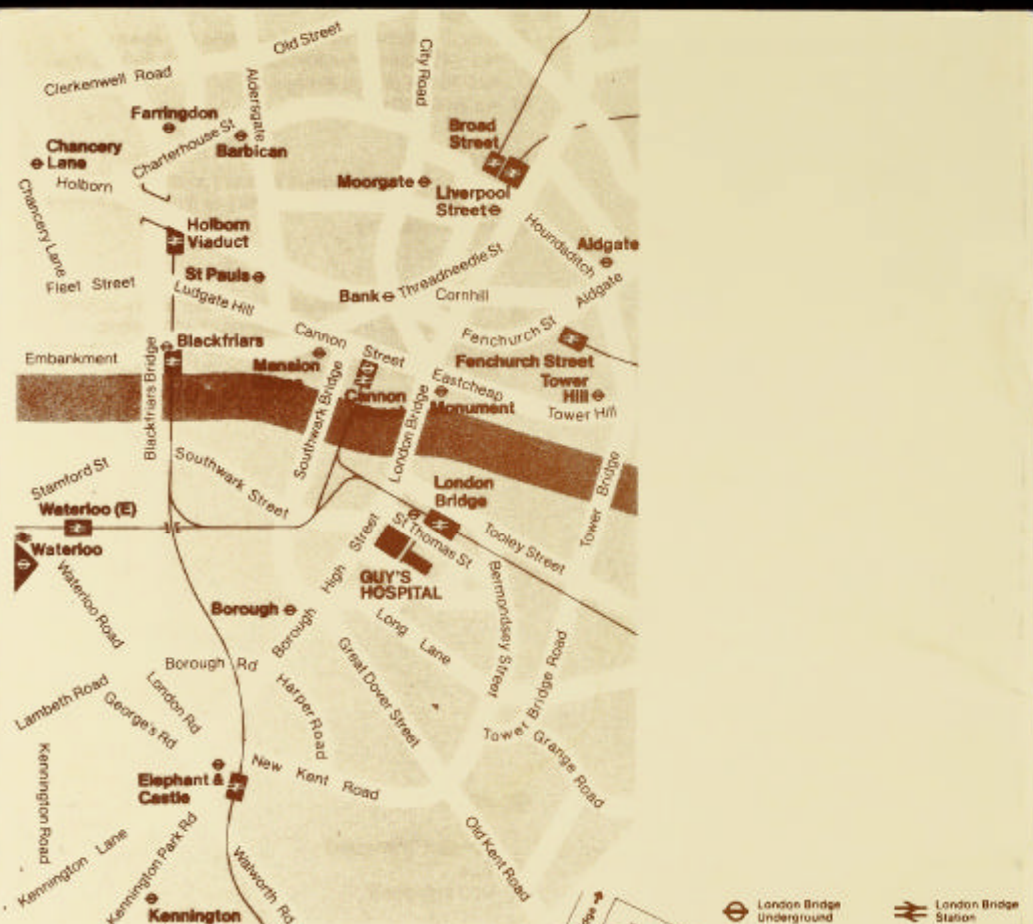 Old Street
City Road
Clerkenwell Road
Aldersgate
Farringdon
Charterhouse St
Barbican
Broad
Street
Chancery
Lane
Holborn
Moorgate
Liverpool
Street
Chancery Lane
Holborn
Viaduct
Houndsditch
Aldgate
St Pauls
Threadneedle St
Fleet Street
Ludgate Hill
Bank
Cornhill
Aldgate
Cannon Street
Fenchurch St
Blackfriars
Embankment
Mansion
Fenchurch Street
Blackfriars Bridge
Southwark Bridge
Cannon
Eastcheap
Tower
Hill
Monument
Tower Hill
London Bridge
Stamford St
Southwark Street
London
Bridge
Tower Bridge
Waterloo (E)
Waterloo
St Thomas St
Tooley Street
GUY'S
HOSPITAL
Waterloo Road
Borough High Street
Bermondsey Street
Borough
Long Lane
Borough Rd
Great Dover Street
Tower Bridge Road
Lambeth Road
London Rd
George's Rd
Harper Road
Grange Road
Kennington Road
Elephant &
Castle
New Kent Road
Old Kent Road
Kennington Lane
Kennington Park Rd
Walworth Rd
Kennington
London Bridge
Underground
London Bridge
Station